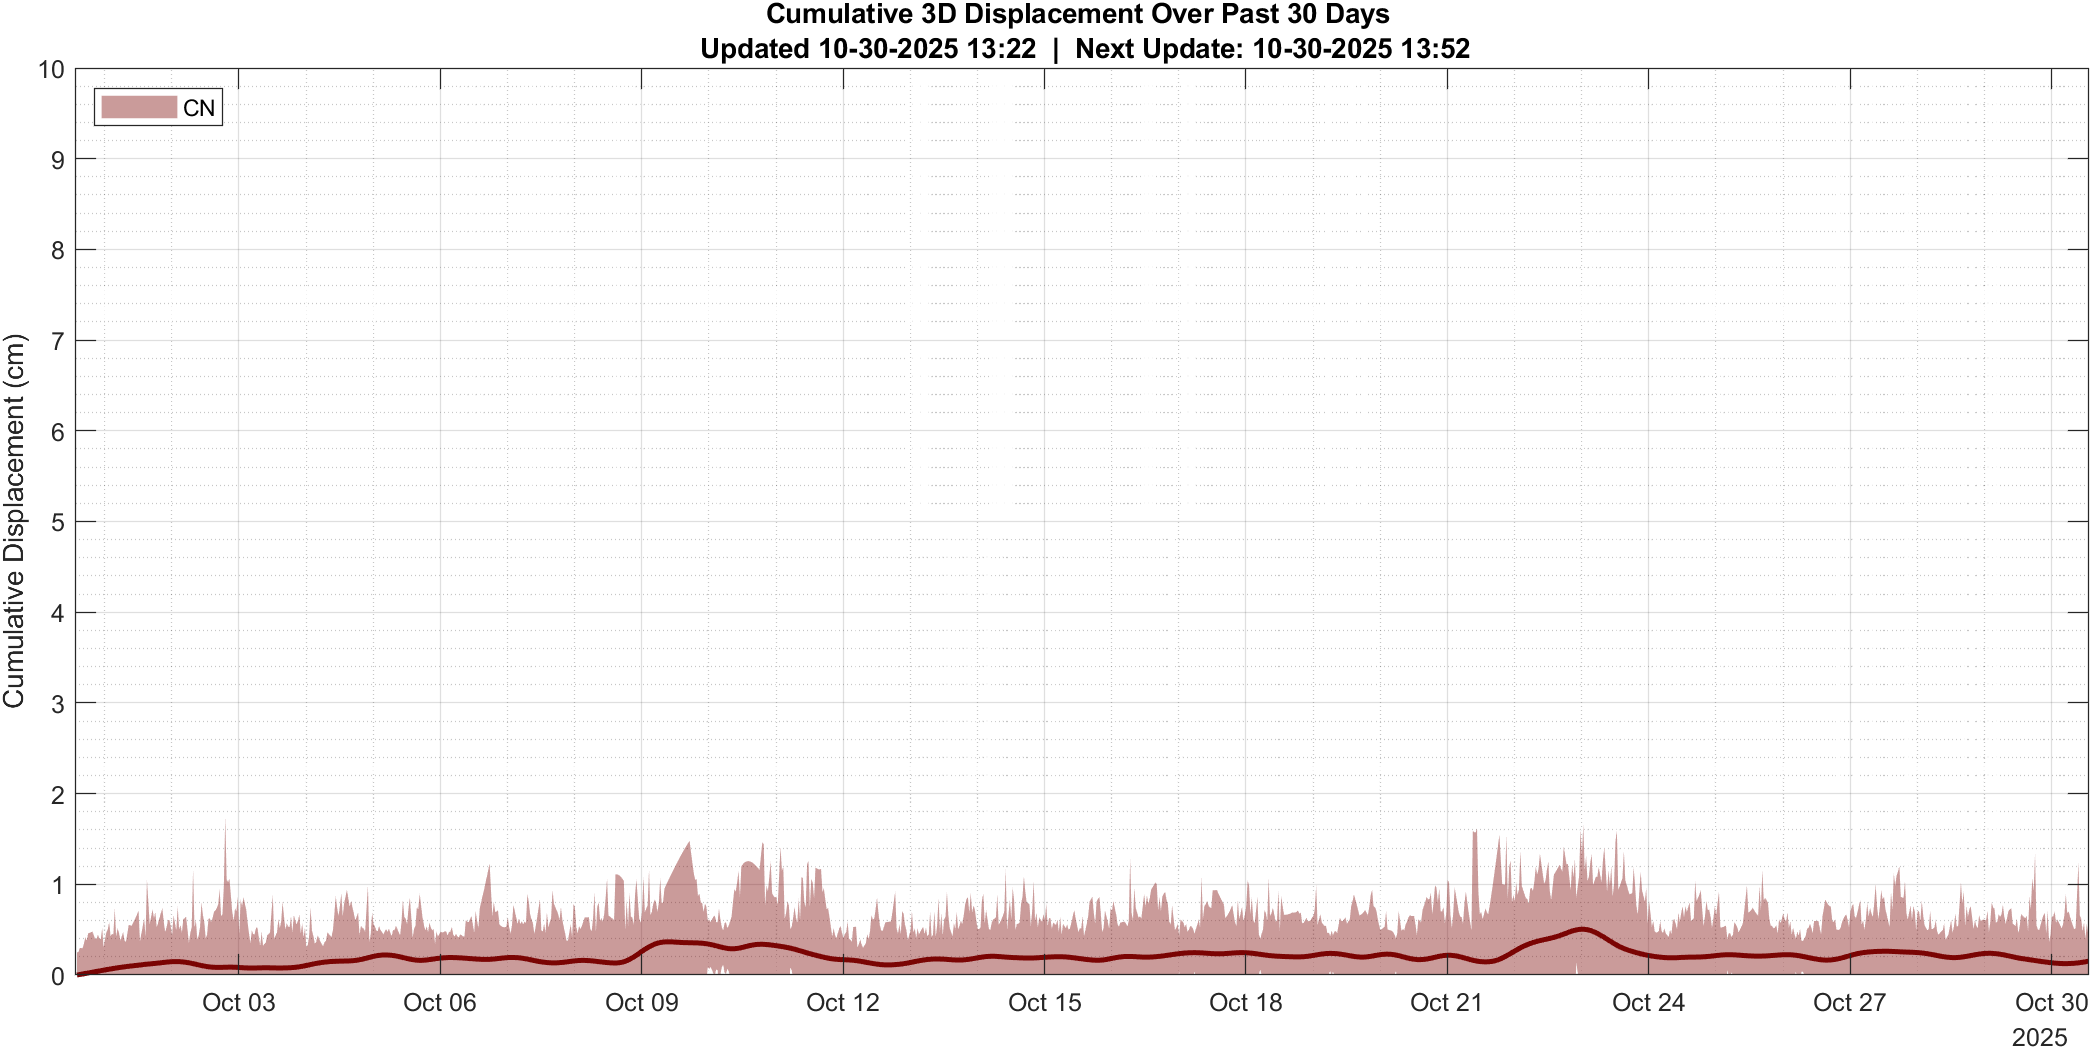 Cumulative 3D Displacement Over Past 30 Days
Updated 10-30-2025 13:22 | Next Update: 10-30-2025 13:52
CN
Cumulative Displacement (cm)
10
9
8
7
6
5
4
3
2
1
0
Oct 03 Oct 06 Oct 09 Oct 12 Oct 15 Oct 18 Oct 21 Oct 24 Oct 27 Oct 30
2025